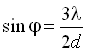 sin φ = 3λ / 2d